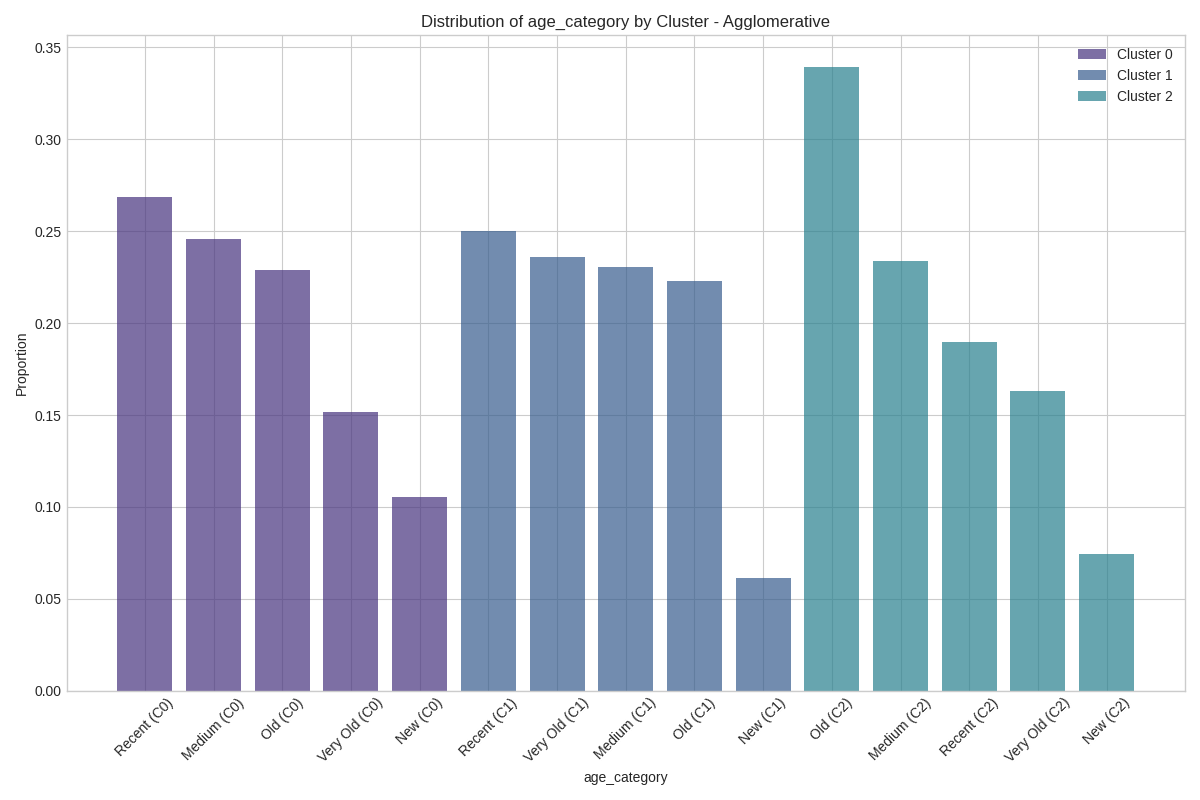 Distribution of age_category by Cluster - Agglomerative
Cluster 0
Cluster 1
Cluster 2
Proportion
0.35
0.30
0.25
0.20
0.15
0.10
0.05
0.00
Recent (C0)
Medium (C0)
Old (C0)
Very Old (C0)
New (C0)
Recent (C1)
Very Old (C1)
Medium (C1)
Old (C1)
New (C1)
Old (C2)
Medium (C2)
Recent (C2)
Very Old (C2)
New (C2)
age_category